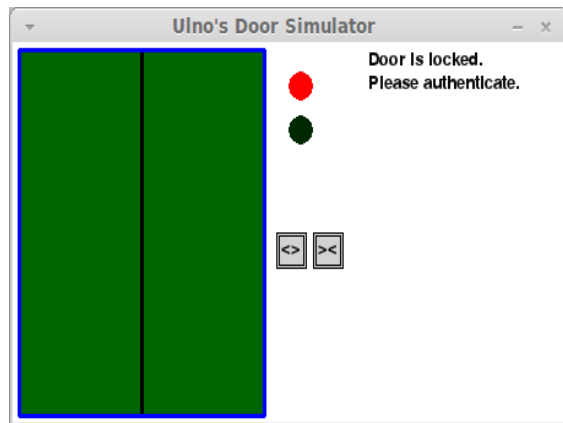 Ulno's Door Simulator
Door is locked.
Please authenticate.
<> ><